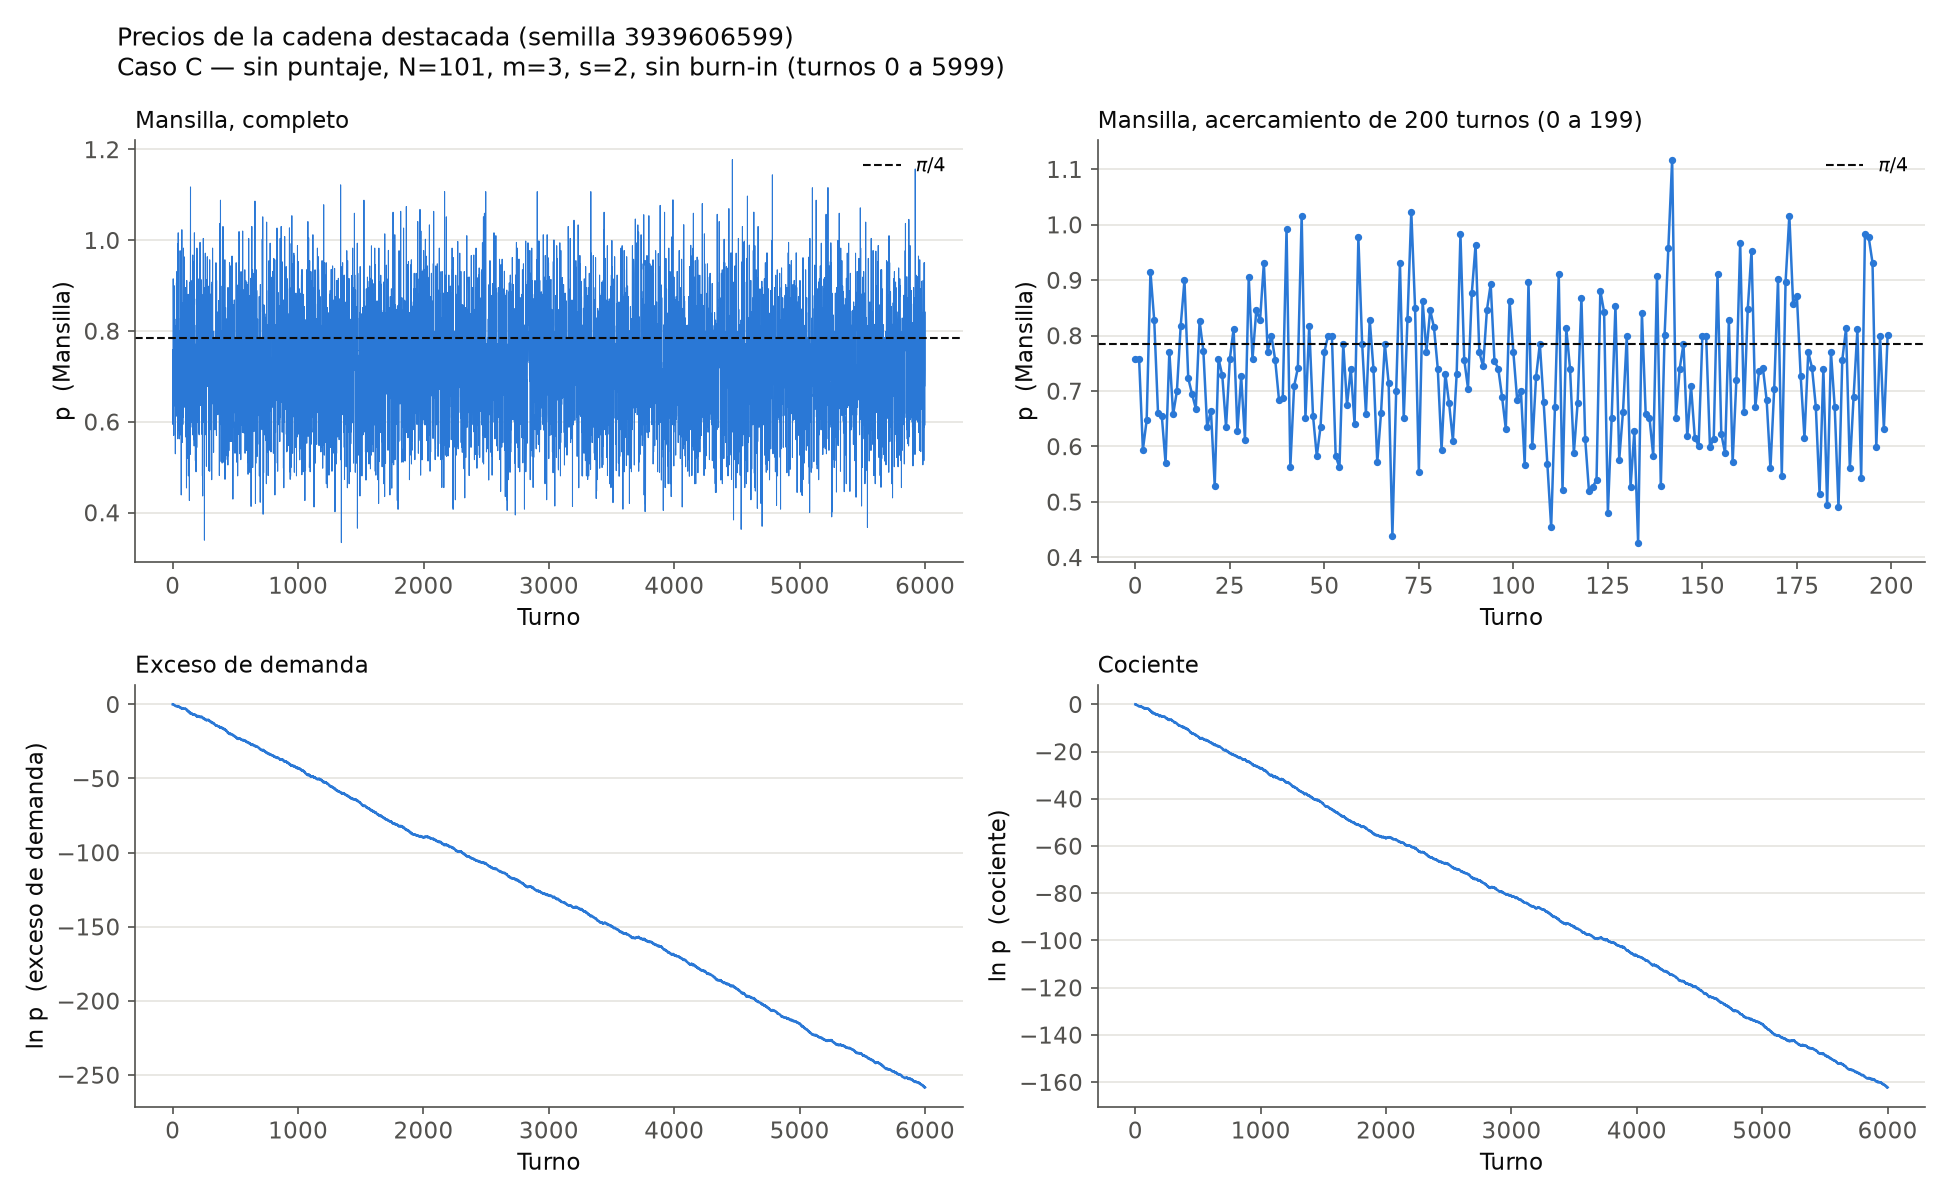 Precios de la cadena destacada (semilla 3939606599)
Caso C — sin puntaje, N=101, m=3, s=2, sin burn-in (turnos 0 a 5999)
Mansilla, completo
p (Mansilla)
1.2
1.0
0.8
0.6
0.4
π/4
0 1000 2000 3000 4000 5000 6000
Turno
Mansilla, acercamiento de 200 turnos (0 a 199)
p (Mansilla)
1.1
1.0
0.9
0.8
0.7
0.6
0.5
0.4
π/4
0 25 50 75 100 125 150 175 200
Turno
Exceso de demanda
ln p (exceso de demanda)
0
−50
−100
−150
−200
−250
0 1000 2000 3000 4000 5000 6000
Turno
Cociente
ln p (cociente)
0
−20
−40
−60
−80
−100
−120
−140
−160
0 1000 2000 3000 4000 5000 6000
Turno